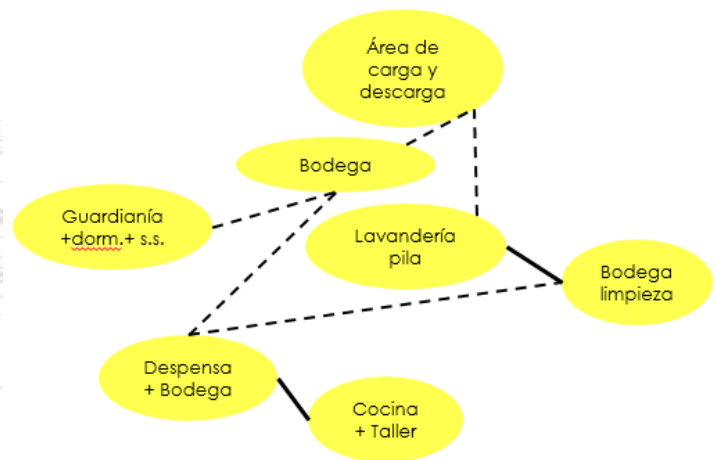 Área de
carga y
descarga
Bodega
Guardianía
+dorm.+ s.s.
Lavandería
pila
Bodega
limpieza
Despensa
+ Bodega
Cocina
+ Taller